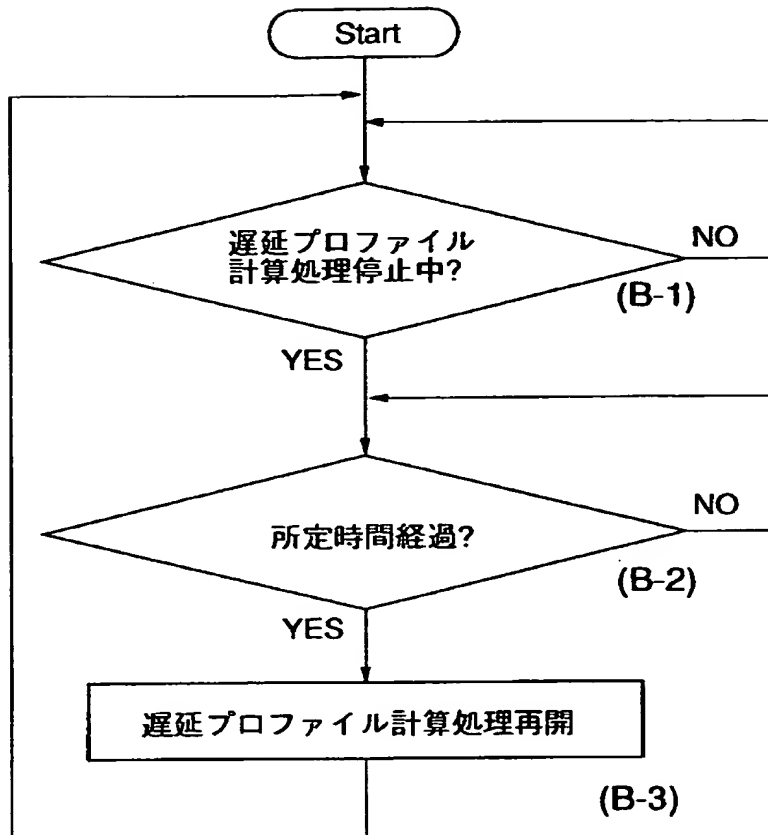 Start
遅延プロファイル
計算処理停止中?
NO
(B-1)
YES
所定時間経過?
NO
(B-2)
YES
遅延プロファイル計算処理再開
(B-3)